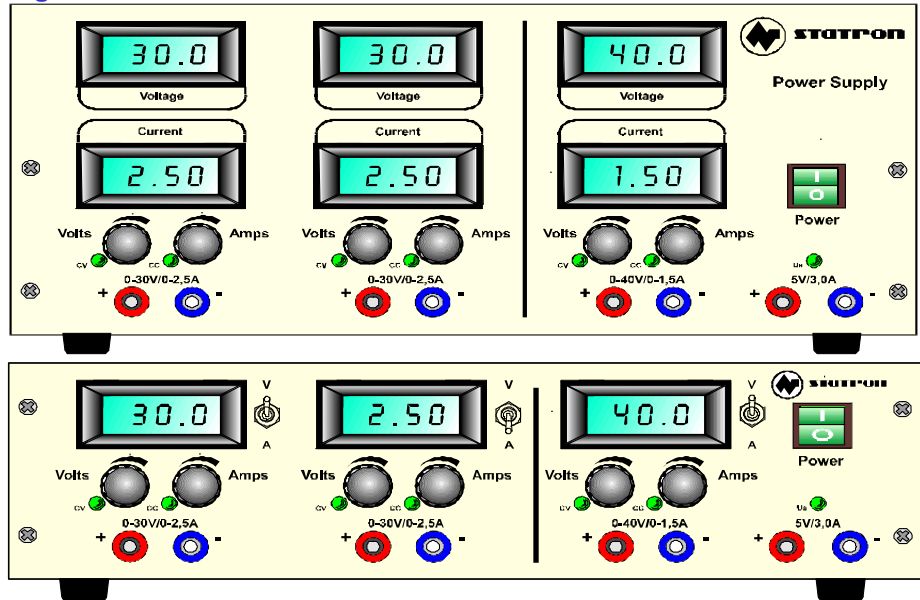 30.0 30.0 40.0 STATRON
Voltage Voltage Voltage Power Supply
Current Current Current
2.50 2.50 1.50 I
O
Power
Volts Amps Volts Amps Volts Amps
CV CC CV CC CV CC
0-30V/0-2,5A 0-30V/0-2,5A 0-40V/0-1,5A 5V/3,0A
+ - + - + - + -
V V V STATRON
30.0 2.50 40.0 I
O
A A A Power
Volts Amps Volts Amps Volts Amps
CV CC CV CC CV CC
0-30V/0-2,5A 0-30V/0-2,5A 0-40V/0-1,5A 5V/3,0A
+ - + - + - + -